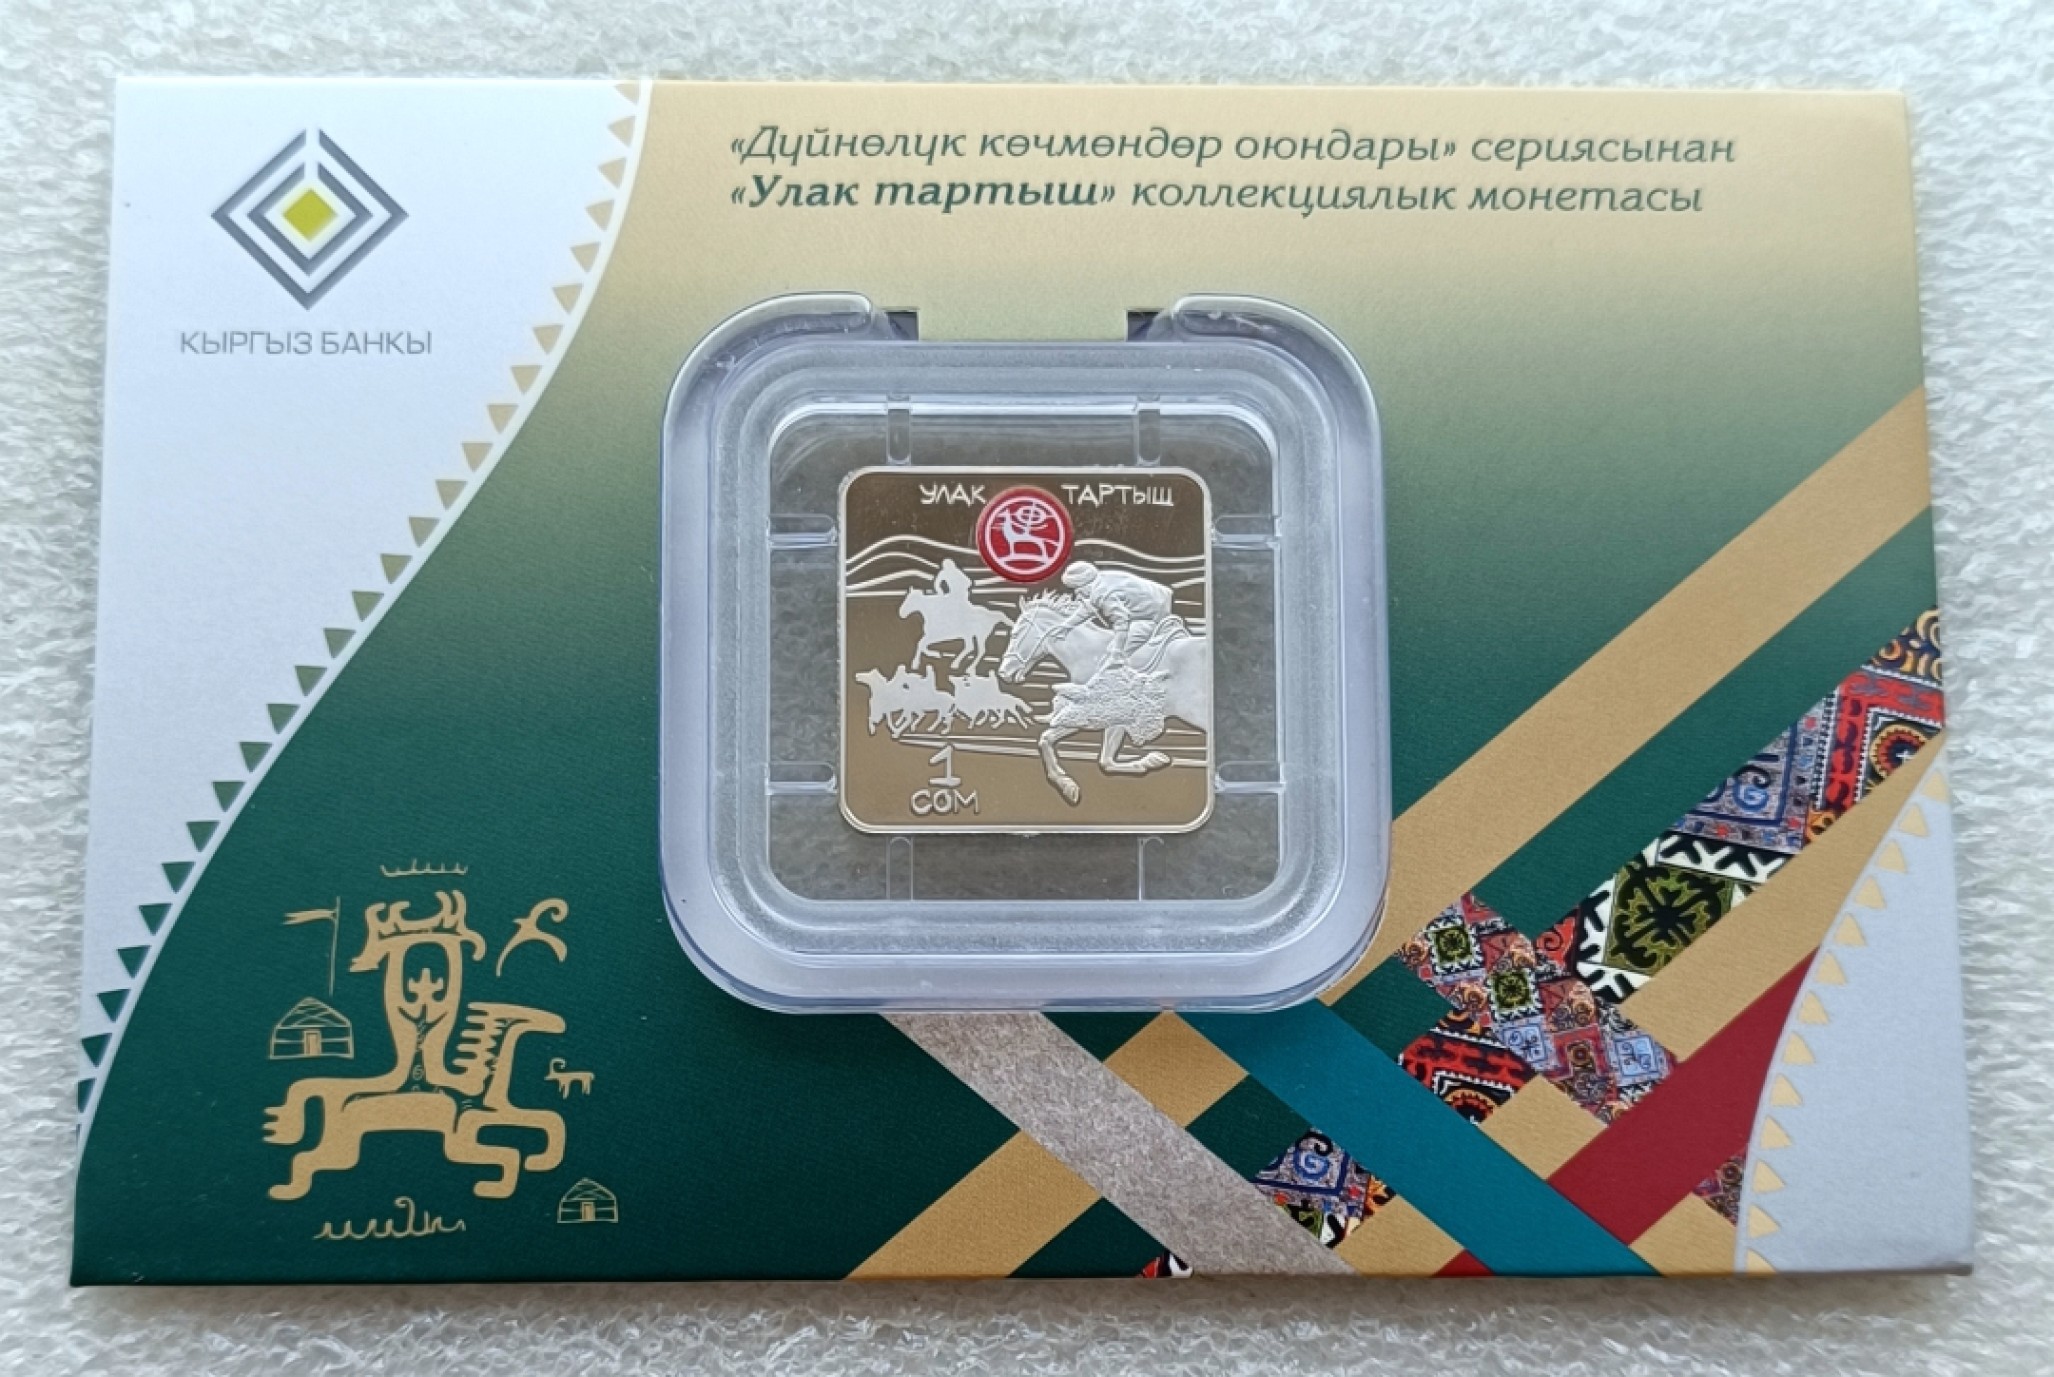 «Дүйнөлүк көчмөндөр оюндары» сериясынан
«Улак тартыш» коллекциялык монетасы
КЫРГЫЗ БАНКЫ
УЛАК ТАРТЫШ
1
СОМ